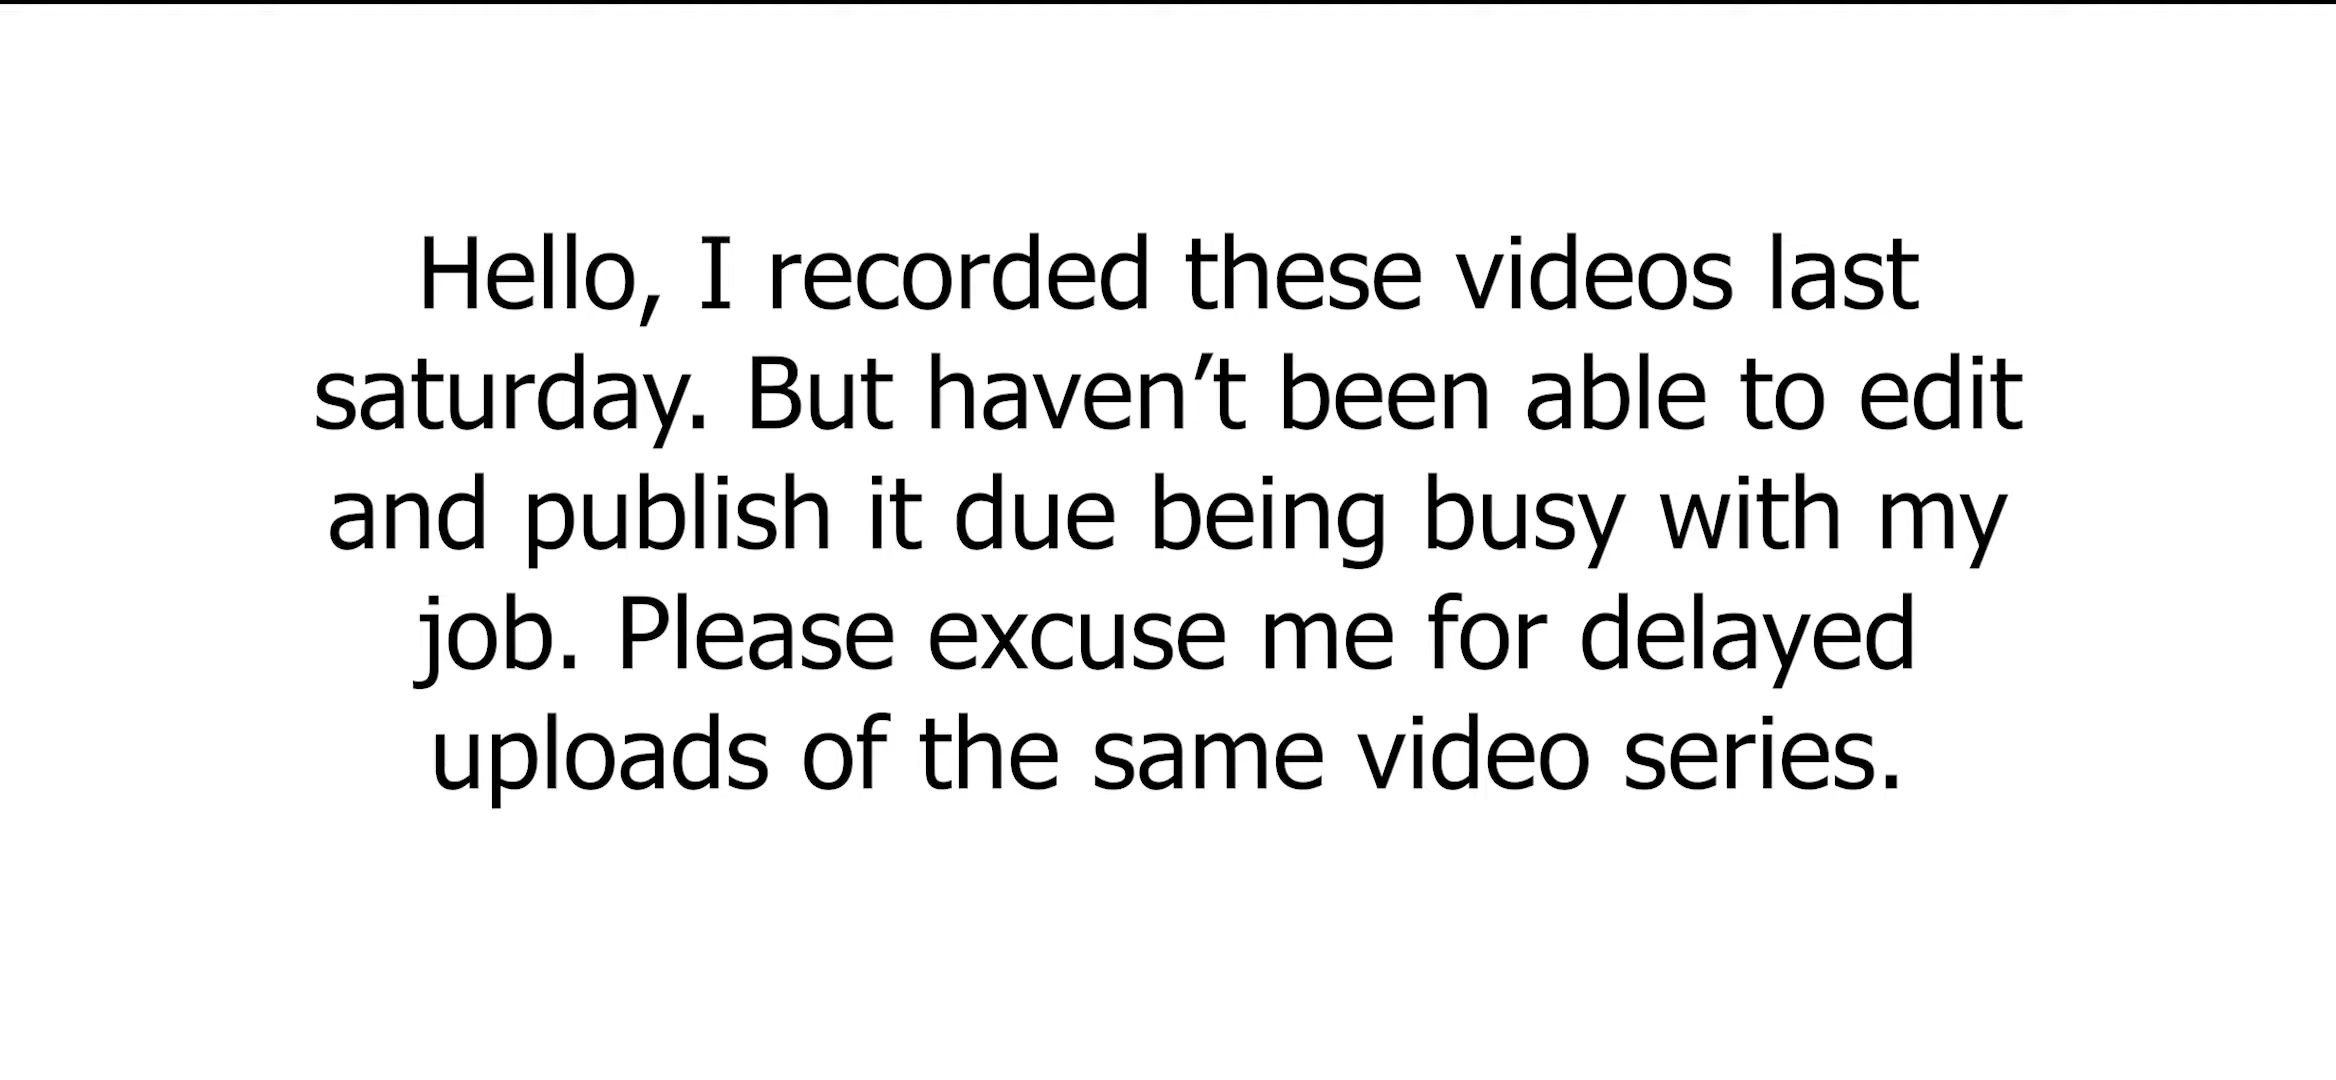 Hello, I recorded these videos last
saturday. But haven’t been able to edit
and publish it due being busy with my
job. Please excuse me for delayed
uploads of the same video series.